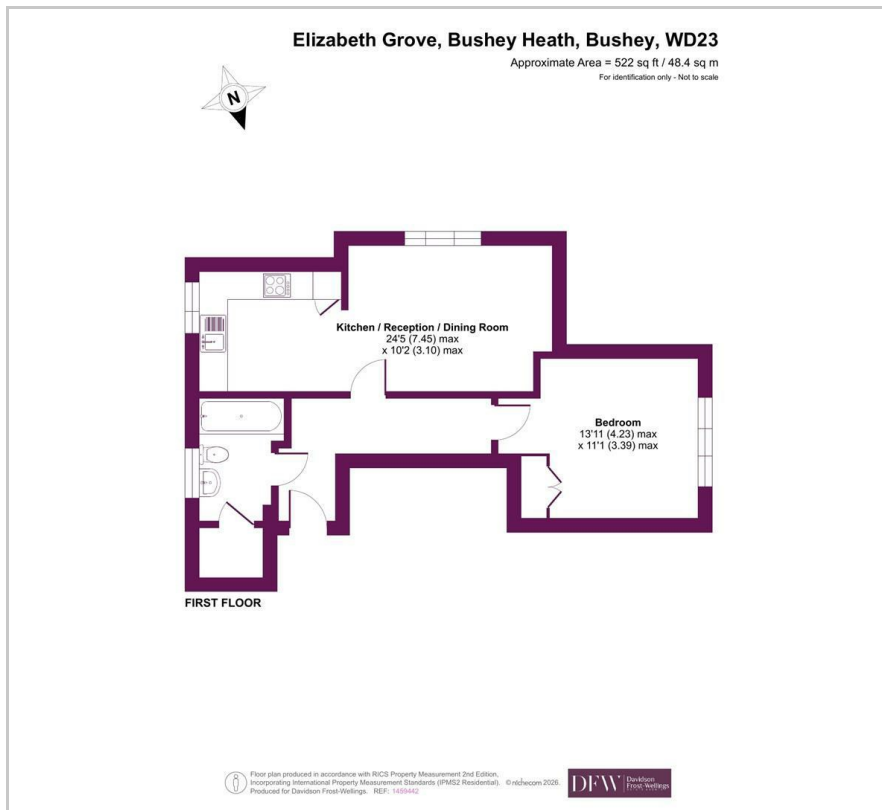 Elizabeth Grove, Bushey Heath, Bushey, WD23
Approximate Area = 522 sq ft / 48.4 sq m
For identification only - Not to scale
N
Kitchen / Reception / Dining Room
24'5 (7.45) max
x 10'2 (3.10) max
Bedroom
13'11 (4.23) max
x 11'1 (3.39) max
FIRST FLOOR
Floor plan produced in accordance with RICS Property Measurement 2nd Edition,
Incorporating International Property Measurement Standards (IPMS2 Residential). © nichecom 2026.
Produced for Davidson Frost-Wellings. REF: 1499442
DFW Davidson
Frost-Wellings